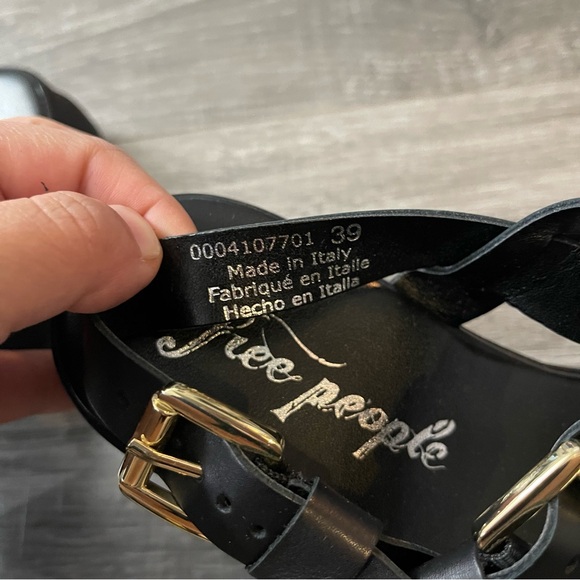 0004107701 39
Made in Italy
Fabriqué en Italie
Hecho en Italia
free people